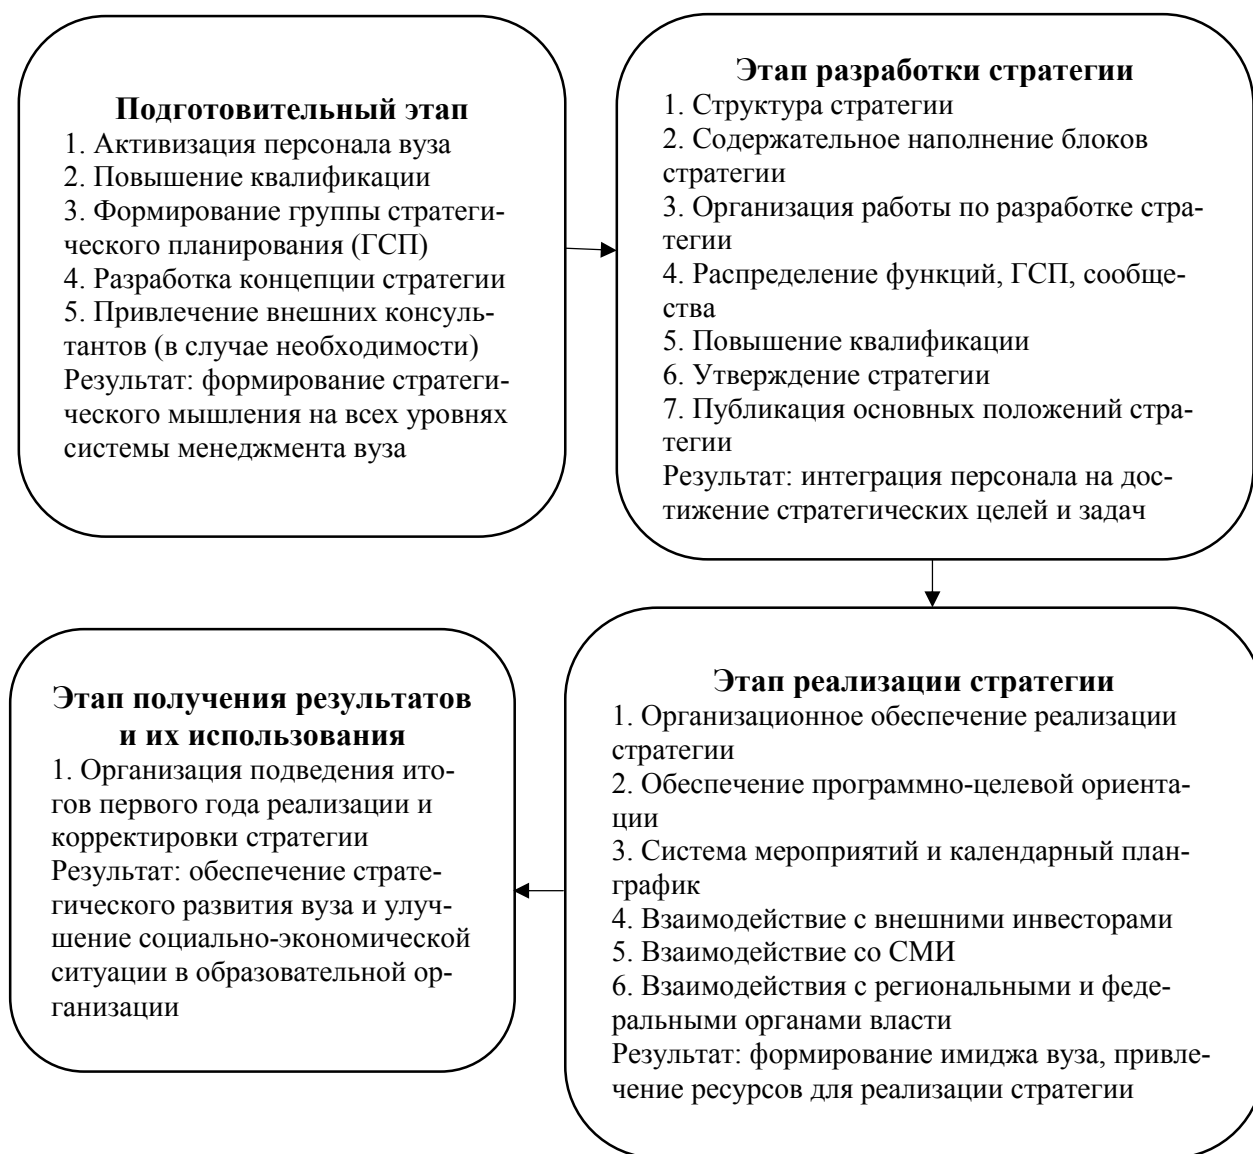 Подготовительный этап
1. Активизация персонала вуза
2. Повышение квалификации
3. Формирование группы стратеги-
ческого планирования (ГСП)
4. Разработка концепции стратегии
5. Привлечение внешних консуль-
тантов (в случае необходимости)
Результат: формирование стратеги-
ческого мышления на всех уровнях
системы менеджмента вуза
Этап разработки стратегии
1. Структура стратегии
2. Содержательное наполнение блоков
стратегии
3. Организация работы по разработке стра-
тегии
4. Распределение функций, ГСП, сообще-
ства
5. Повышение квалификации
6. Утверждение стратегии
7. Публикация основных положений стра-
тегии
Результат: интеграция персонала на дос-
тижение стратегических целей и задач
Этап реализации стратегии
1. Организационное обеспечение реализации
стратегии
2. Обеспечение программно-целевой ориента-
ции
3. Система мероприятий и календарный план-
график
4. Взаимодействие с внешними инвесторами
5. Взаимодействие со СМИ
6. Взаимодействия с региональными и феде-
ральными органами власти
Результат: формирование имиджа вуза, привле-
чение ресурсов для реализации стратегии
Этап получения результатов
и их использования
1. Организация подведения ито-
гов первого года реализации и
корректировки стратегии
Результат: обеспечение страте-
гического развития вуза и улуч-
шение социально-экономической
ситуации в образовательной ор-
ганизации